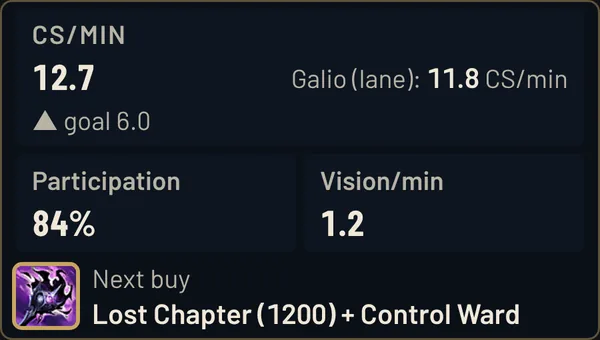 CS/MIN
12.7
Galio (lane): 11.8 CS/min
▲ goal 6.0
Participation
84%
Vision/min
1.2
Next buy
Lost Chapter (1200) + Control Ward